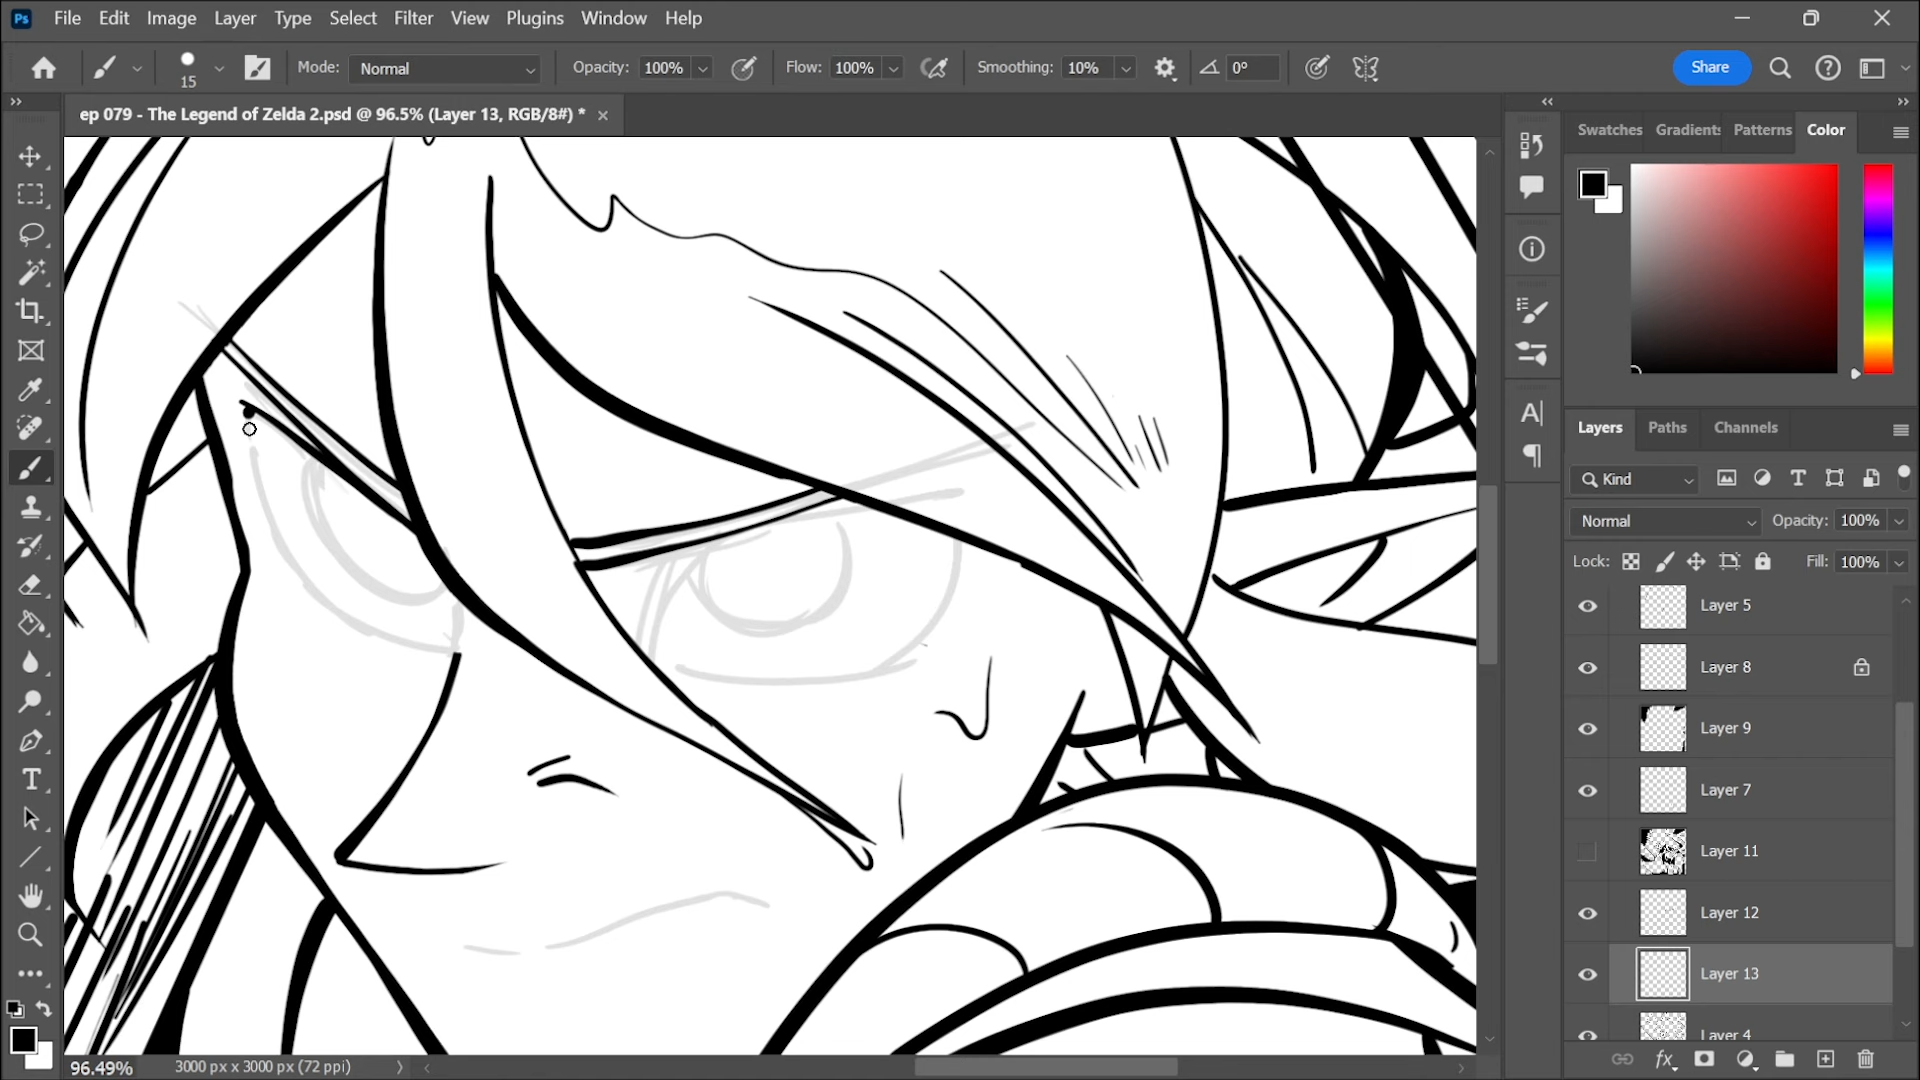 Ps File Edit Image Layer Type Select Filter View Plugins Window Help
15 Mode: Normal Opacity: 100% Flow: 100% Smoothing: 10% 0° Share
ep 079 - The Legend of Zelda 2.psd @ 96.5% (Layer 13, RGB/8#) *
Swatches Gradients Patterns Color
Layers Paths Channels
Kind
Normal Opacity: 100%
Lock: Fill: 100%
Layer 5
Layer 8
Layer 9
Layer 7
Layer 11
Layer 12
Layer 13
Layer 4
96.49% 3000 px x 3000 px (72 ppi)